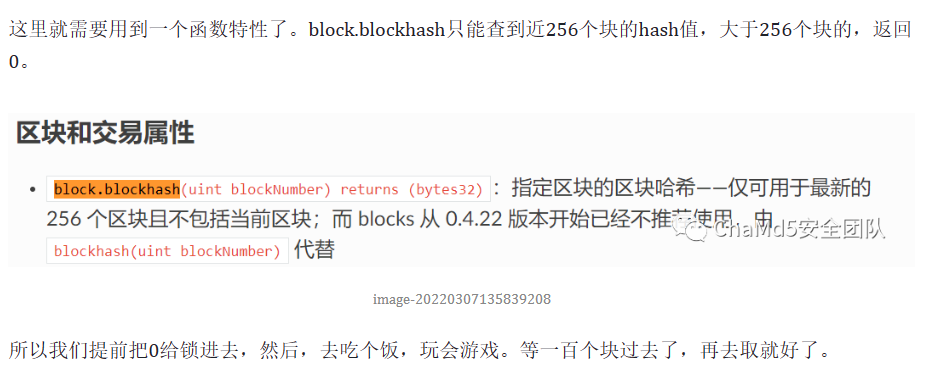 这里就需要用到一个函数特性了。block.blockhash只能查到近256个块的hash值，大于256个块的，返回
0。
区块和交易属性
• block.blockhash(uint blockNumber) returns (bytes32)：指定区块的区块哈希——仅可用于最新的
256 个区块且不包括当前区块；而 blocks 从 0.4.22 版本开始已经不推荐使用，由
ChaMd5安全团队
blockhash(uint blockNumber) 代替
image-20220307135839208
所以我们提前把0给锁进去，然后，去吃个饭，玩会游戏。等一百个块过去了，再去取就好了。